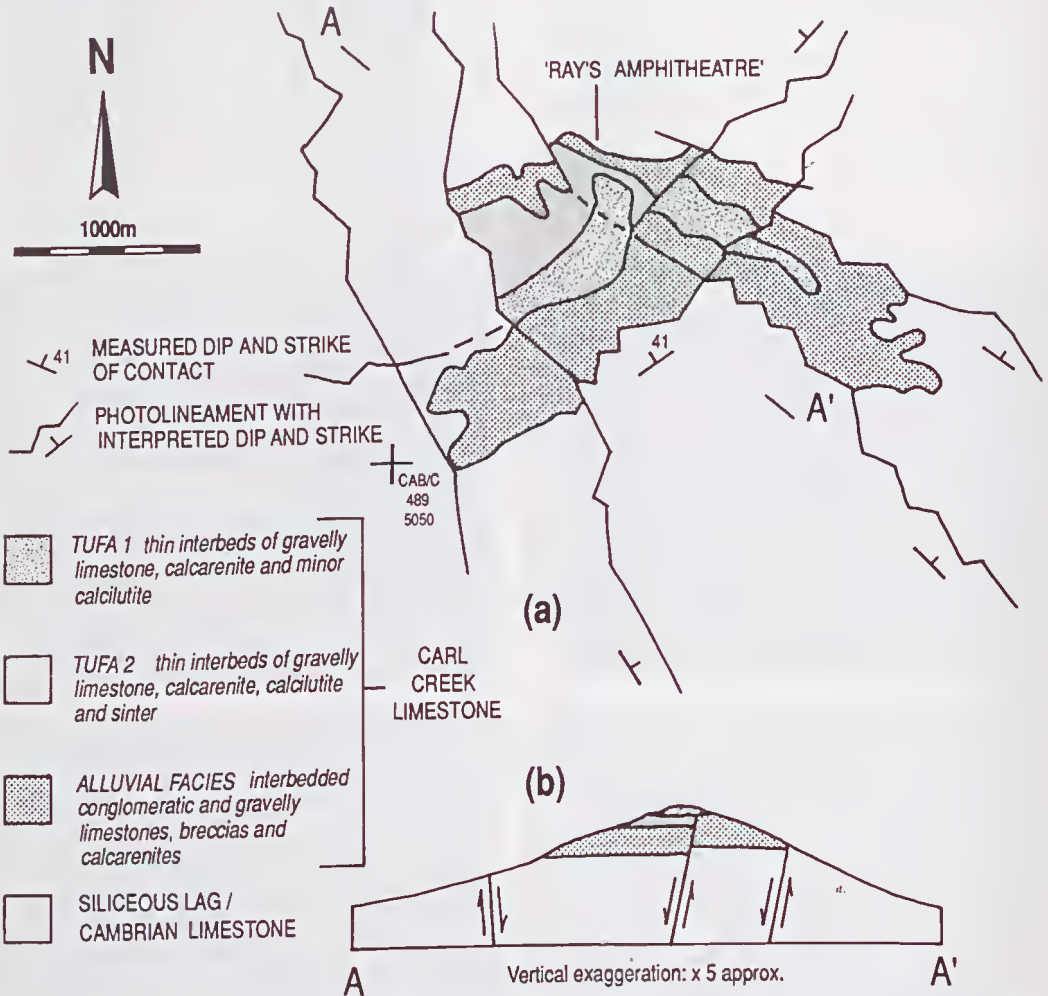 A
N
'RAY'S AMPHITHEATRE'
1000m
41
MEASURED DIP AND STRIKE
OF CONTACT
41
A'
PHOTOLINEAMENT WITH
INTERPRETED DIP AND STRIKE
CAB/C
489
5050
TUFA 1 thin interbeds of gravelly
limestone, calcarenite and minor
calcilutite
(a)
TUFA 2 thin interbeds of gravelly
limestone, calcarenite, calcilutite
and sinter
CARL
CREEK
LIMESTONE
ALLUVIAL FACIES interbedded
conglomeratic and gravelly
limestones, breccias and
calcarenites
(b)
SILICEOUS LAG /
CAMBRIAN LIMESTONE
A
Vertical exaggeration: x 5 approx.
A'